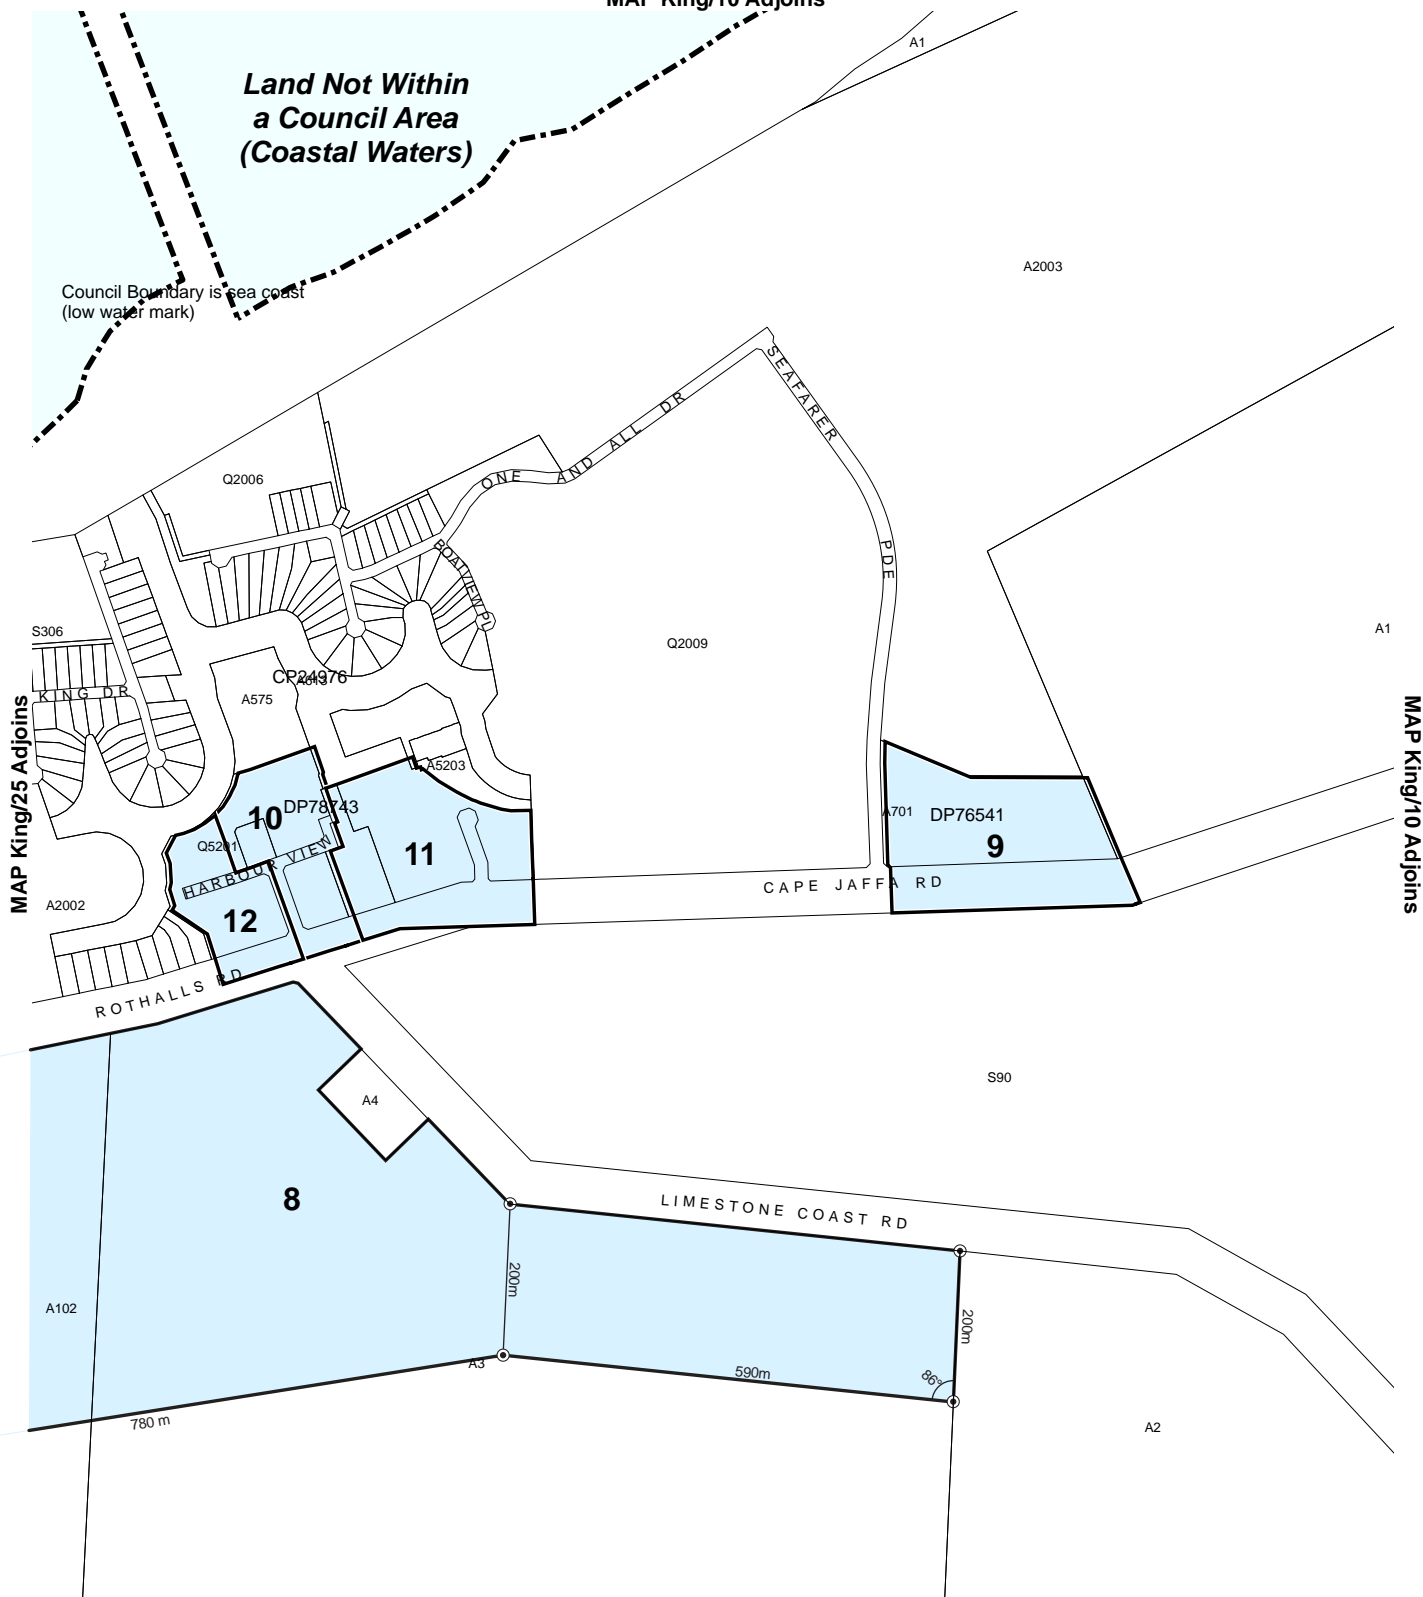 MAP King/10 Adjoins
A1
Land Not Within
a Council Area
(Coastal Waters)
A2003
Council Boundary is sea coast
(low water mark)
SEAFARER
ONE AND ALL DR
Q2006
BOATVIEW PL
PDE
S306
Q2009
A1
CP24976
A613
KING DR
A575
MAP King/25 Adjoins
MAP King/10 Adjoins
A5203
10
DP78743
A701
DP76541
9
Q5201
11
HARBOUR VIEW
CAPE JAFFA RD
A2002
12
ROTHALLS RD
S90
A4
8
LIMESTONE COAST RD
200m
A102
200m
A3
590m
86°
780 m
A2